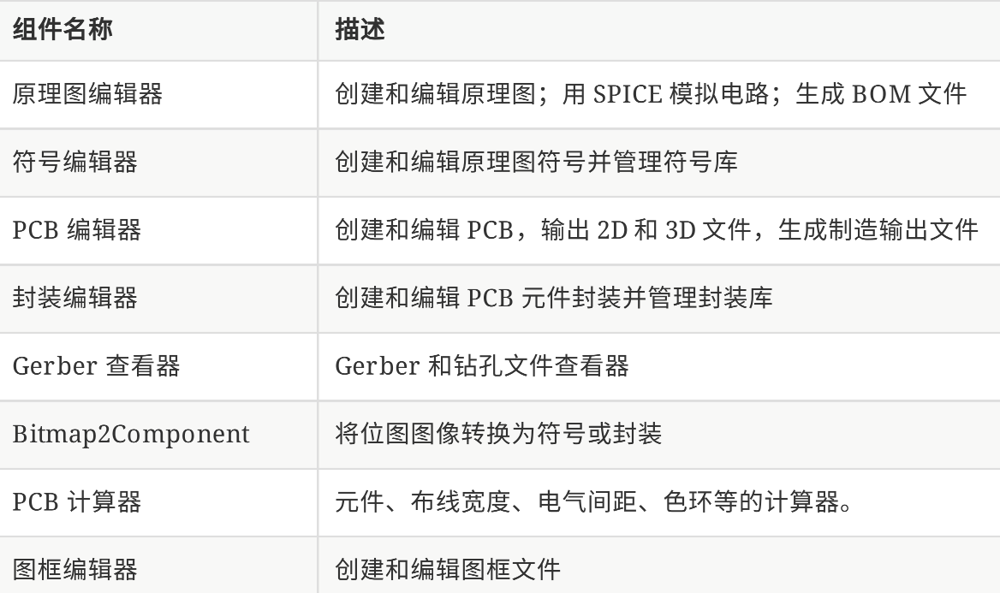 组件名称 描述
原理图编辑器 创建和编辑原理图；用 SPICE 模拟电路；生成 BOM 文件
符号编辑器 创建和编辑原理图符号并管理符号库
PCB 编辑器 创建和编辑 PCB，输出 2D 和 3D 文件，生成制造输出文件
封装编辑器 创建和编辑 PCB 元件封装并管理封装库
Gerber 查看器 Gerber 和钻孔文件查看器
Bitmap2Component 将位图图像转换为符号或封装
PCB 计算器 元件、布线宽度、电气间距、色环等的计算器。
图框编辑器 创建和编辑图框文件